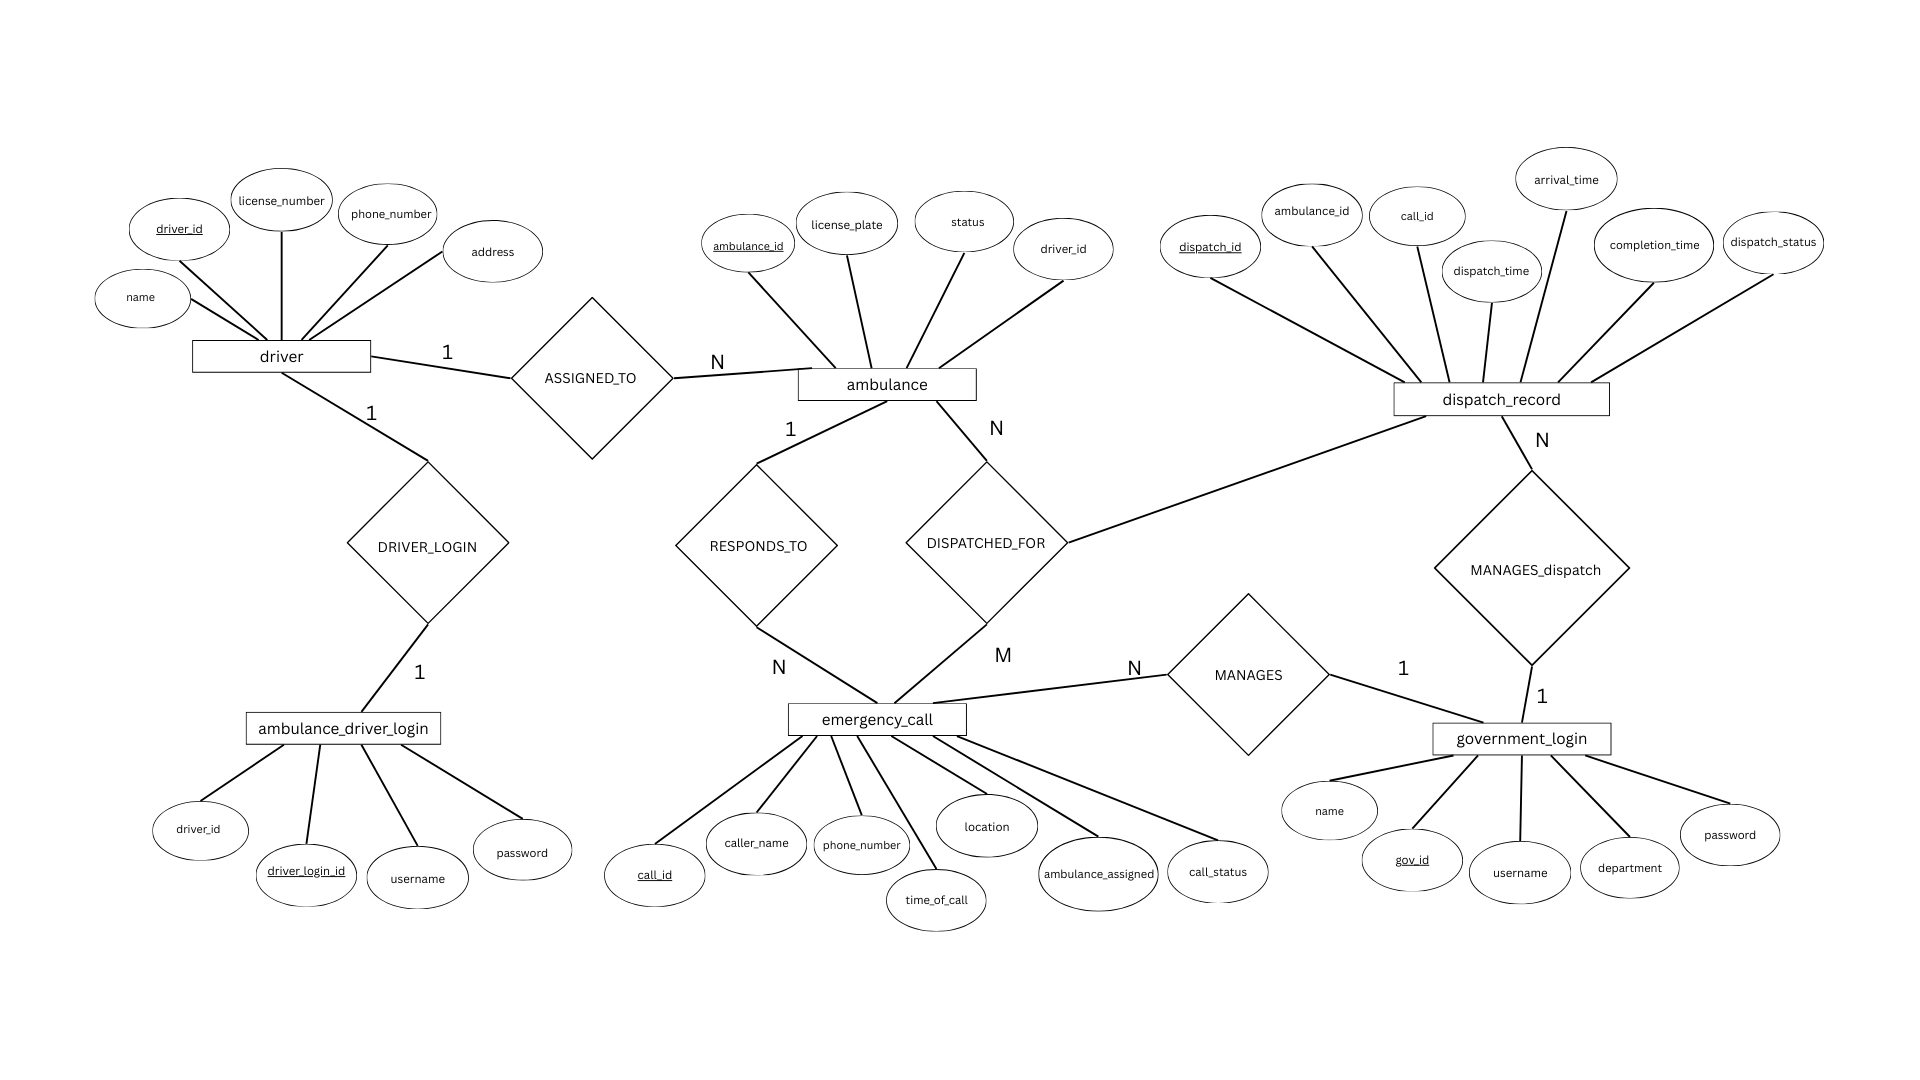 arrival_time
license_number
ambulance_id
phone_number
call_id
status
license_plate
driver_id
dispatch_status
completion_time
ambulance_id
dispatch_id
driver_id
address
dispatch_time
name
1
driver
N
ASSIGNED_TO
ambulance
dispatch_record
1
1
N
N
DRIVER_LOGIN
RESPONDS_TO
DISPATCHED_FOR
MANAGES_dispatch
M
1
N
N
MANAGES
1
1
ambulance_driver_login
emergency_call
government_login
name
driver_id
location
password
caller_name
phone_number
password
gov_id
department
driver_login_id
call_id
ambulance_assigned
call_status
username
username
time_of_call